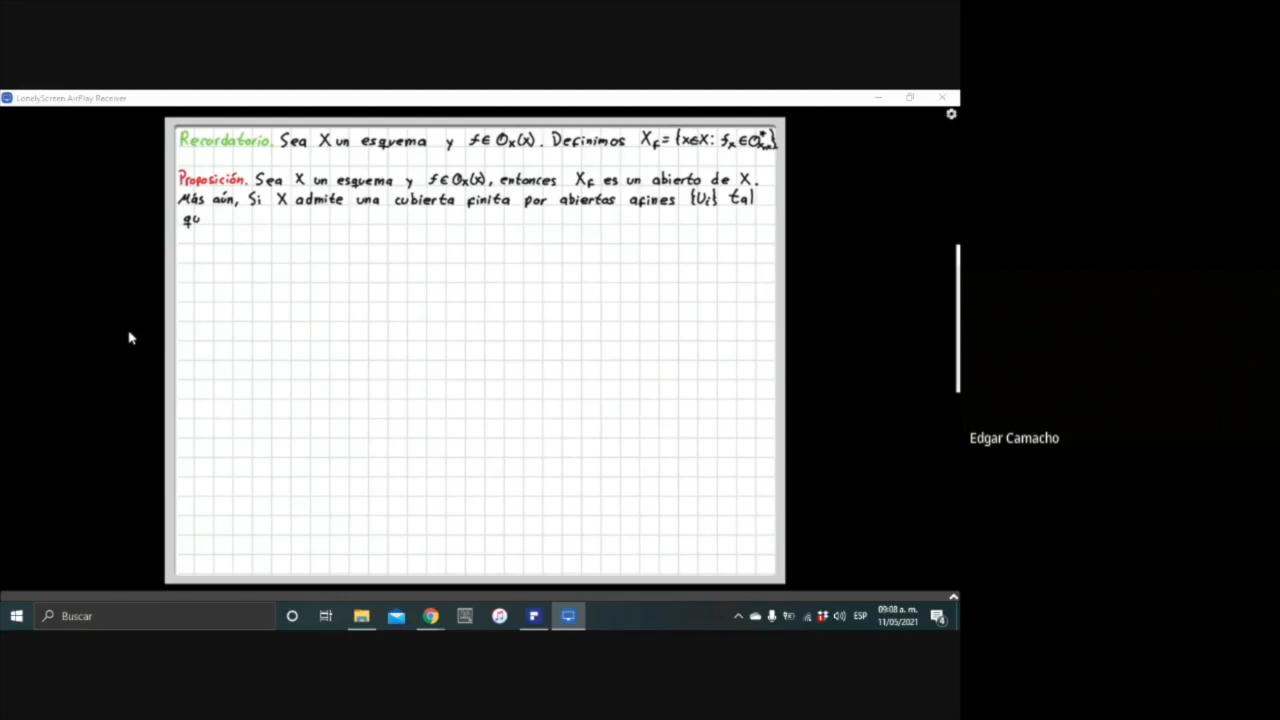 LonelyScreen AirPlay Receiver
Recordatorio. Sea X un esquema y f∈ O_X(X). Definimos X_f = {x∈X: f_x ∈ O*_{X,x}}
Proposición. Sea X un esquema y f∈O_X(X), entonces X_f es un abierto de X.
Más aún, Si X admite una cubierta finita por abiertos afines {U_i} tal
qu
Edgar Camacho
Buscar
ESP
09:08 a. m.
11/05/2021
4